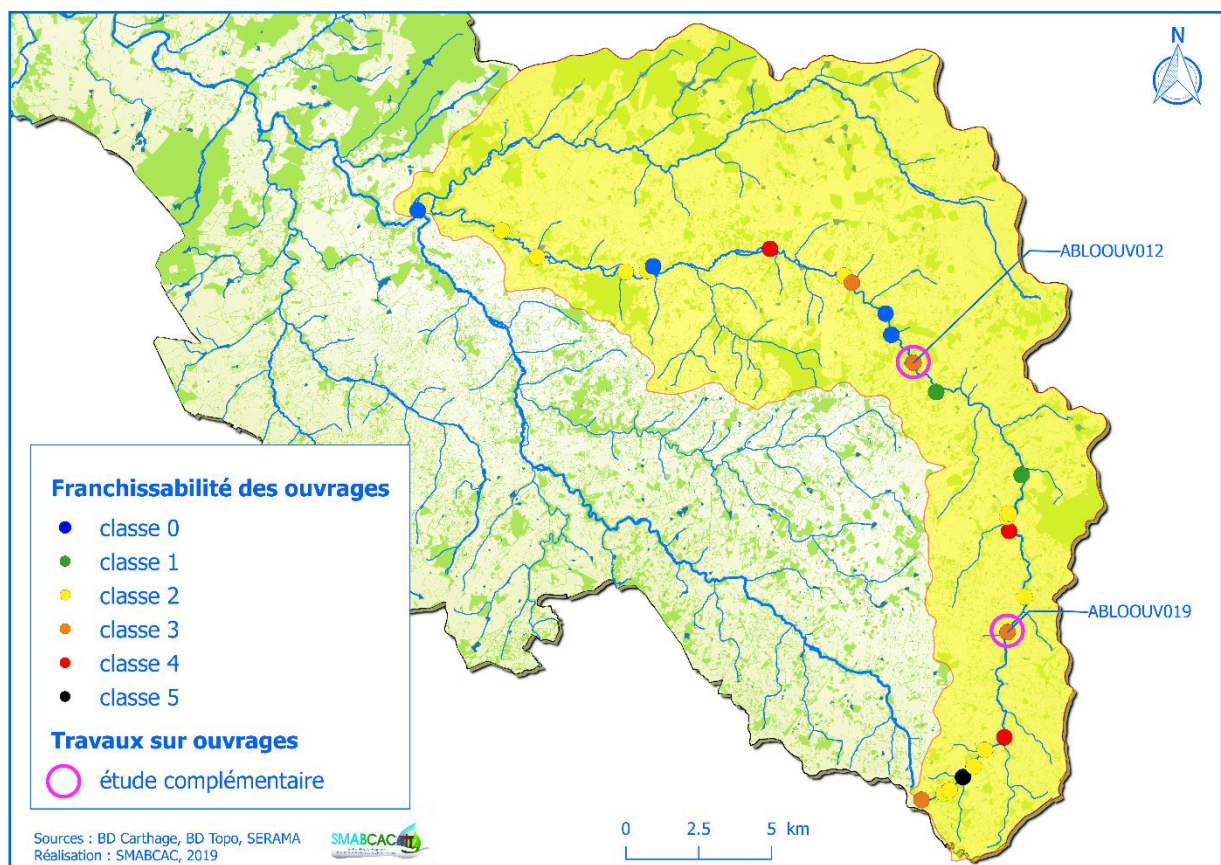 N
ABLOOUV012
ABLOOUV019
Franchissabilité des ouvrages
classe 0
classe 1
classe 2
classe 3
classe 4
classe 5
Travaux sur ouvrages
étude complémentaire
Sources : BD Carthage, BD Topo, SERAMA
Réalisation : SMABCAC, 2019
SMABCAC
0 2.5 5 km